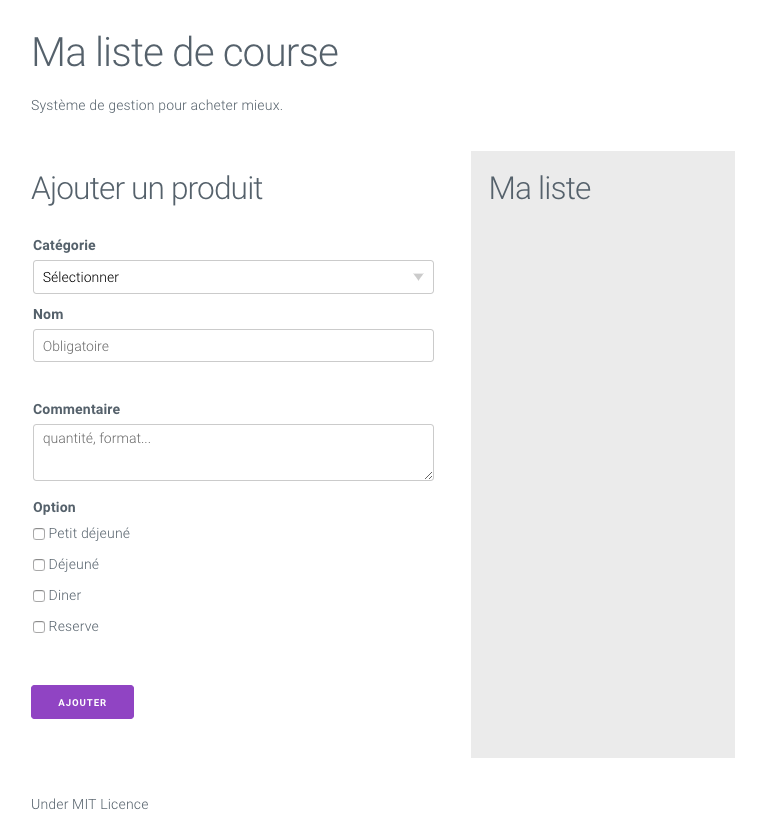 Ma liste de course
Système de gestion pour acheter mieux.
Ajouter un produit
Catégorie
Sélectionner
Nom
Obligatoire
Commentaire
quantité, format...
Option
Petit déjeuné
Déjeuné
Diner
Reserve
AJOUTER
Ma liste
Under MIT Licence